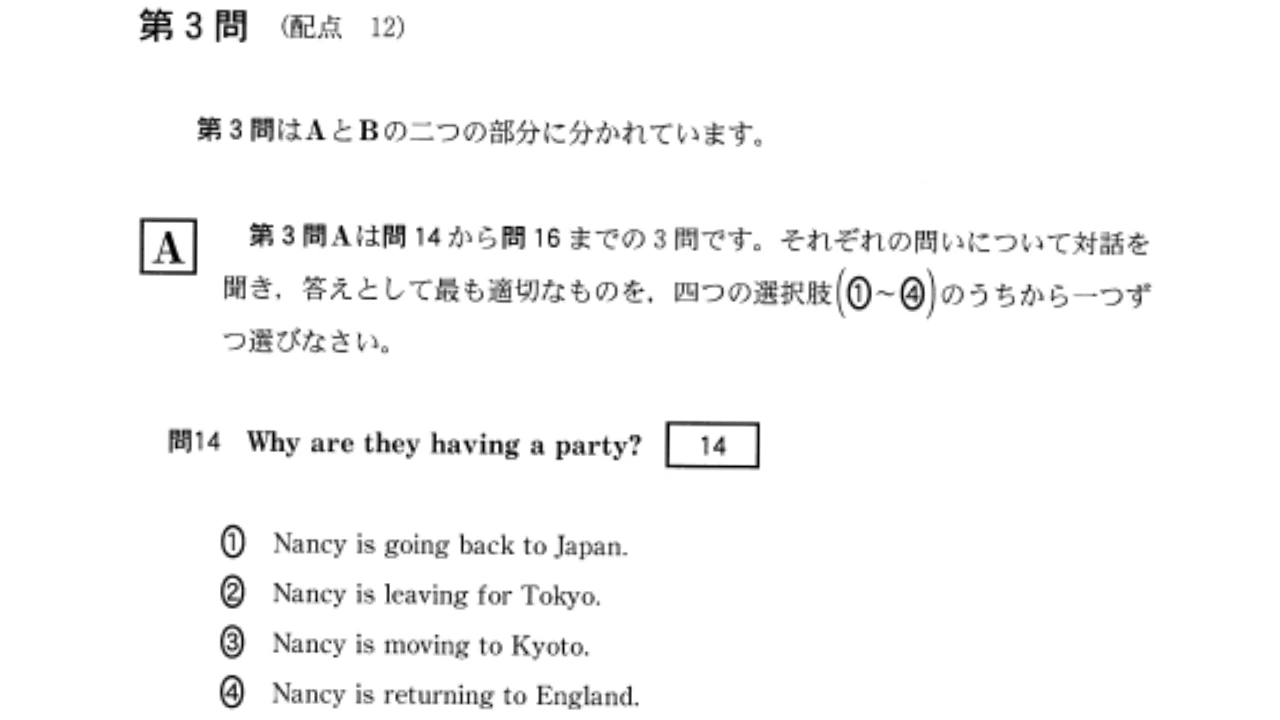 第3問 (配点 12)
第3問はAとBの二つの部分に分かれています。
A 第3問Aは問14から問16までの3問です。それぞれの問いについて対話を
聞き,答えとして最も適切なものを,四つの選択肢(①~④)のうちから一つず
つ選びなさい。
問14 Why are they having a party? 14
① Nancy is going back to Japan.
② Nancy is leaving for Tokyo.
③ Nancy is moving to Kyoto.
④ Nancy is returning to England.